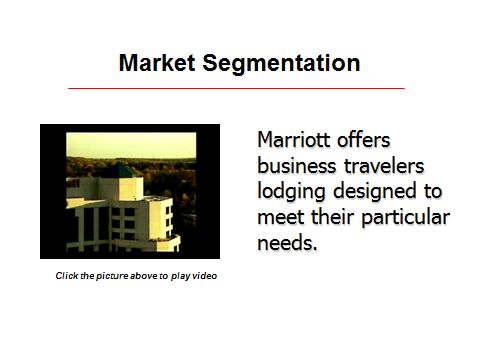 Market Segmentation
Marriott offers
business travelers
lodging designed to
meet their particular
needs.
Click the picture above to play video